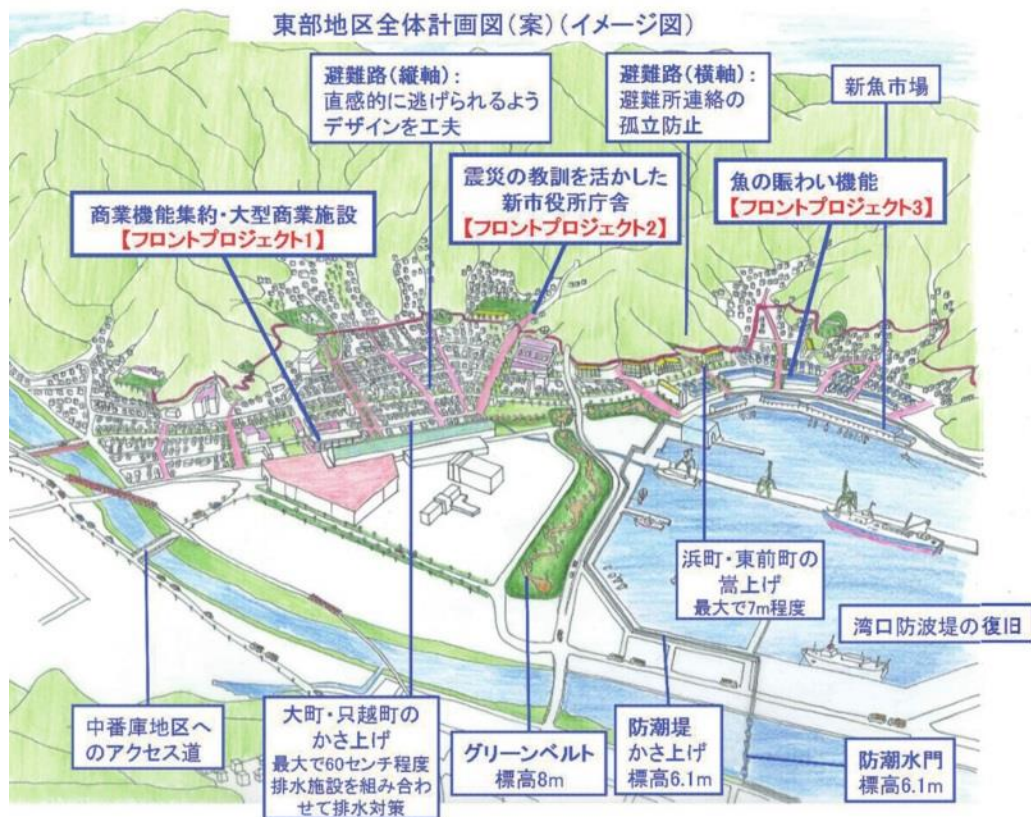 東部地区全体計画図(案)(イメージ図)
避難路(縦軸):
直感的に逃げられるよう
デザインを工夫
避難路(横軸):
避難所連絡の
孤立防止
新魚市場
商業機能集約・大型商業施設
【フロントプロジェクト1】
震災の教訓を活かした
新市役所庁舎
【フロントプロジェクト2】
魚の賑わい機能
【フロントプロジェクト3】
浜町・東前町の
嵩上げ
最大で7m程度
湾口防波堤の復旧
中番庫地区へ
のアクセス道
大町・只越町の
かさ上げ
最大で60センチ程度
排水施設を組み合わ
せて排水対策
グリーンベルト
標高8m
防潮堤
かさ上げ
標高6.1m
防潮水門
標高6.1m